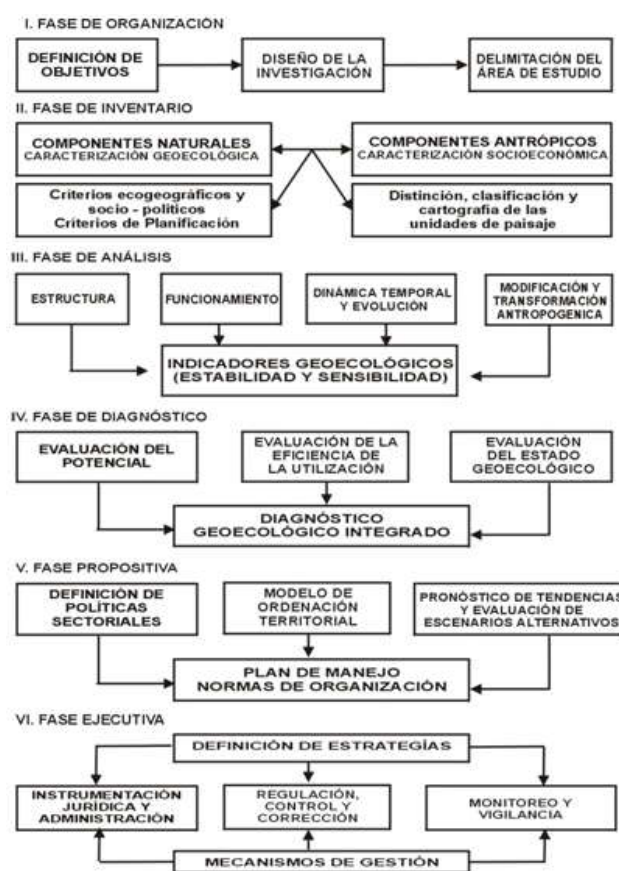 I. FASE DE ORGANIZACIÓN
DEFINICIÓN DE
OBJETIVOS
DISEÑO DE LA
INVESTIGACIÓN
DELIMITACIÓN DEL
ÁREA DE ESTUDIO
II. FASE DE INVENTARIO
COMPONENTES NATURALES
CARACTERIZACIÓN GEOECOLÓGICA
COMPONENTES ANTRÓPICOS
CARACTERIZACIÓN SOCIOECONÓMICA
Criterios ecogeográficos y
socio - políticos
Criterios de Planificación
Distinción, clasificación y
cartografia de las
unidades de paisaje
III. FASE DE ANÁLISIS
ESTRUCTURA
FUNCIONAMIENTO
DINÁMICA TEMPORAL
Y EVOLUCIÓN
MODIFICACIÓN Y
TRANSFORMACIÓN
ANTROPOGENICA
INDICADORES GEOECOLÓGICOS
(ESTABILIDAD Y SENSIBILIDAD)
IV. FASE DE DIAGNÓSTICO
EVALUACIÓN DEL
POTENCIAL
EVALUACIÓN DE LA
EFICIENCIA DE
LA UTILIZACIÓN
EVALUACIÓN
DEL ESTADO
GEOECOLÓGICO
DIAGNÓSTICO
GEOECOLÓGICO INTEGRADO
V. FASE PROPOSITIVA
DEFINICIÓN DE
POLÍTICAS
SECTORIALES
MODELO DE
ORDENACIÓN
TERRITORIAL
PRONÓSTICO DE TENDENCIAS
Y EVALUACIÓN DE
ESCENARIOS ALTERNATIVOS
PLAN DE MANEJO
NORMAS DE ORGANIZACIÓN
VI. FASE EJECUTIVA
DEFINICIÓN DE ESTRATEGÍAS
INSTRUMENTACIÓN
JURÍDICA Y
ADMINISTRACIÓN
REGULACIÓN,
CONTROL Y
CORRECCIÓN
MONITOREO Y
VIGILANCIA
MECANISMOS DE GESTIÓN